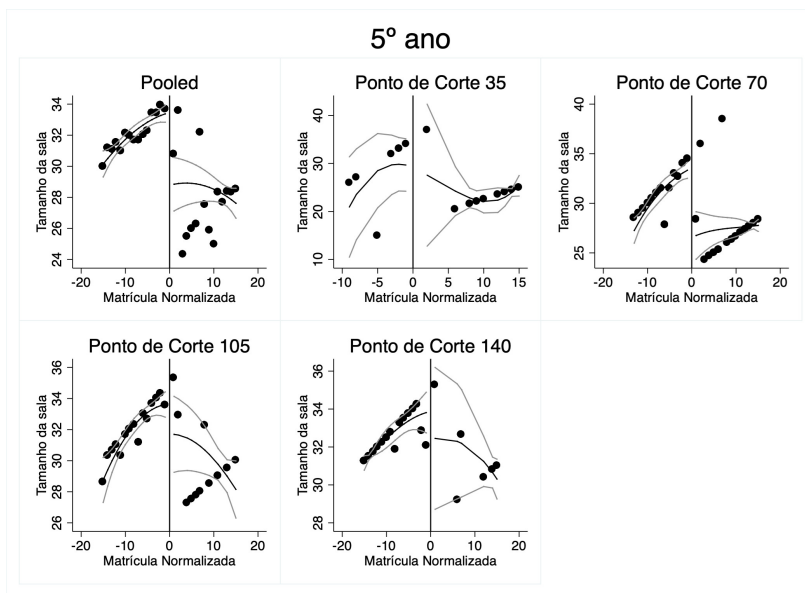 5º ano
Pooled
Tamanho da sala
34
32
30
28
26
24
-20 -10 0 10 20
Matrícula Normalizada
Ponto de Corte 35
Tamanho da sala
40
30
20
10
-10 -5 0 5 10 15
Matrícula Normalizada
Ponto de Corte 70
Tamanho da sala
40
35
30
25
-20 -10 0 10 20
Matrícula Normalizada
Ponto de Corte 105
Tamanho da sala
36
34
32
30
28
26
-20 -10 0 10 20
Matrícula Normalizada
Ponto de Corte 140
Tamanho da sala
36
34
32
30
28
-20 -10 0 10 20
Matrícula Normalizada